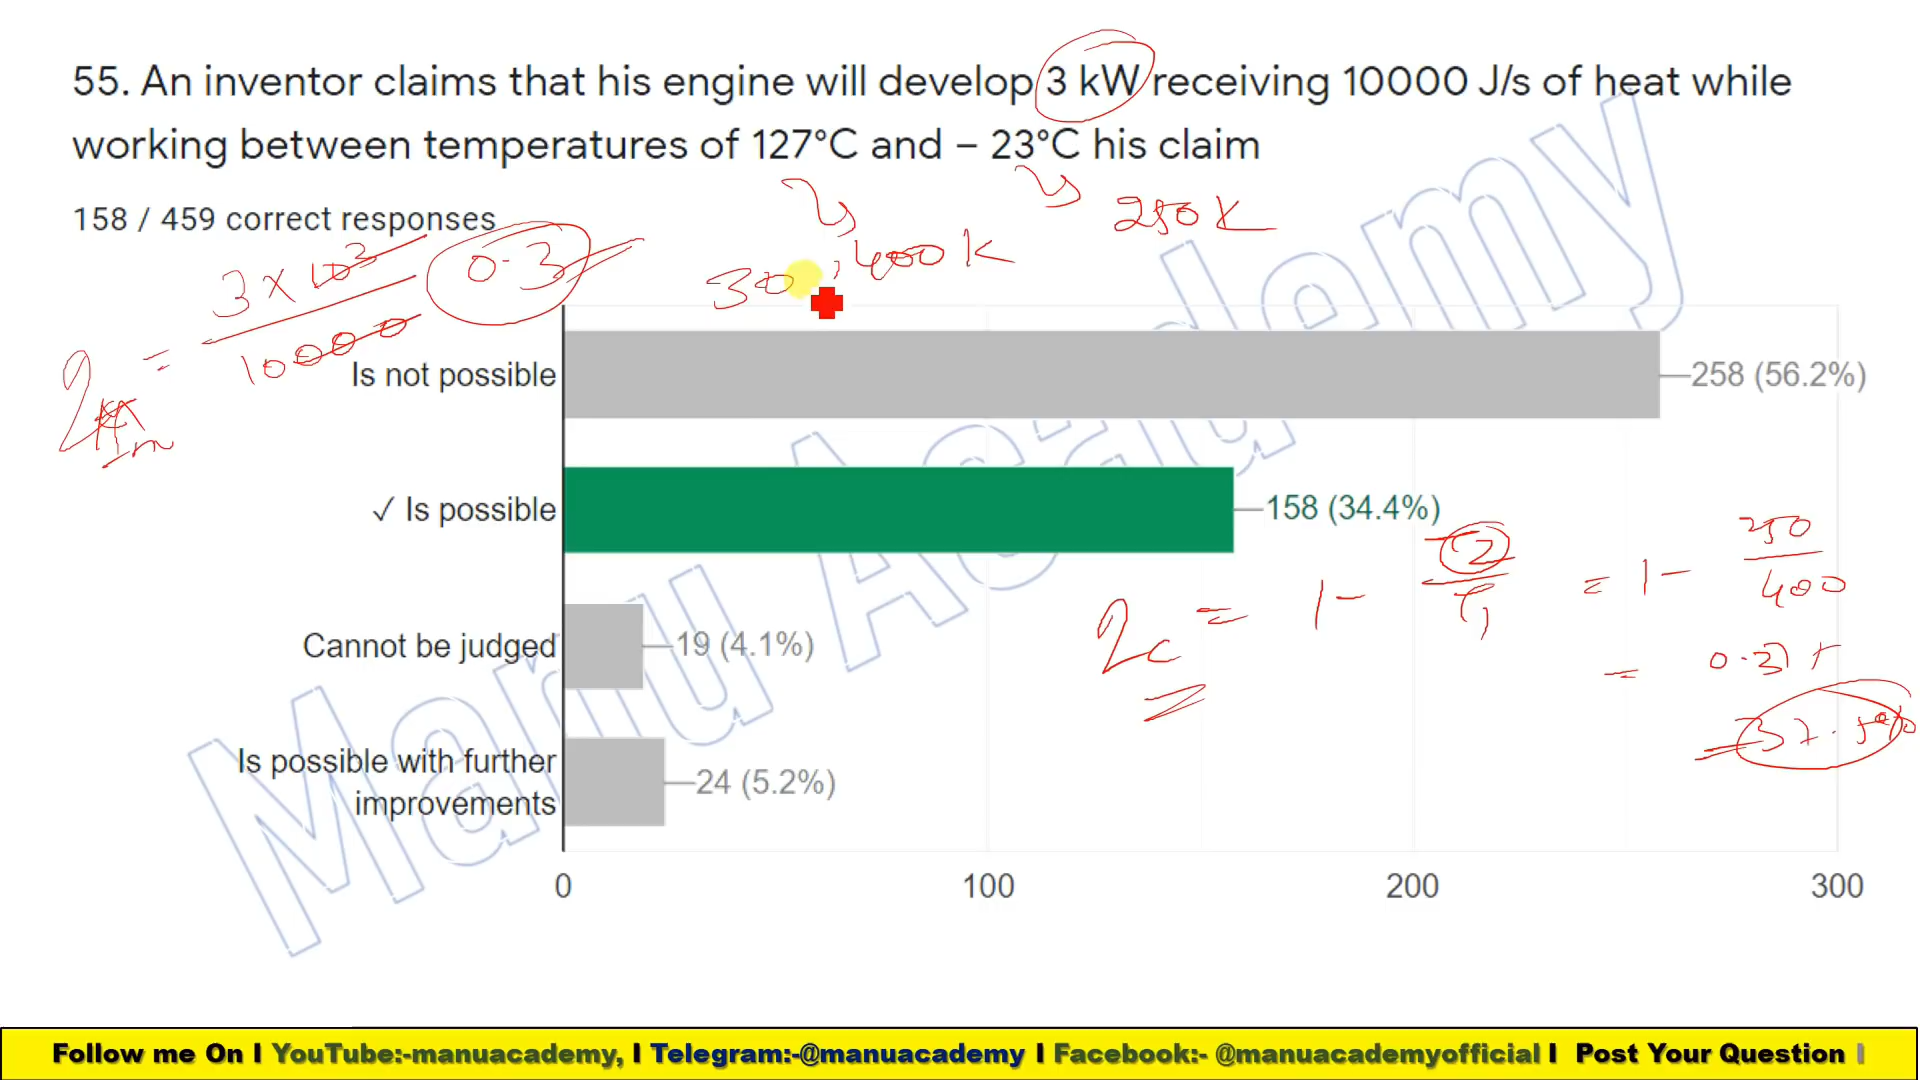 55. An inventor claims that his engine will develop 3 kW receiving 10000 J/s of heat while
working between temperatures of 127°C and – 23°C his claim
158 / 459 correct responses
250 K
3 × 10³
0.3
400 K
30
=
10000
Is not possible
258 (56.2%)
✓ Is possible
158 (34.4%)
= 1 - 
T1
= 1 - 250
400
Cannot be judged
19 (4.1%)
= 37.5%
Is possible with further
improvements
24 (5.2%)
0
100
200
300
Manu Academy
Follow me On I YouTube:-manuacademy, I Telegram:-@manuacademy I Facebook:- @manuacademyofficial I Post Your Question I